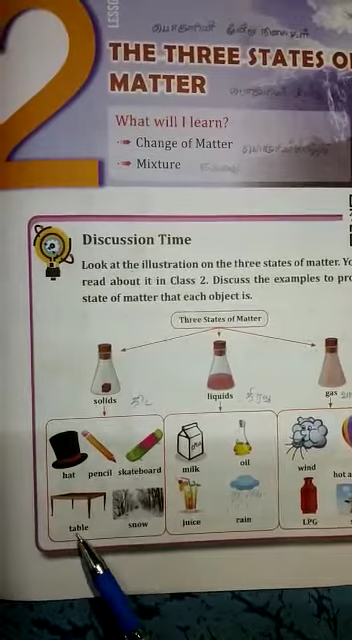 LESSO
2
பொருளின் மூன்று நிலைகள்
THE THREE STATES O
MATTER
What will I learn?
Change of Matter
Mixture
Discussion Time
Look at the illustration on the three states of matter. Yo
read about it in Class 2. Discuss the examples to pro
state of matter that each object is.
Three States of Matter
solids
liquids
gas
hat pencil skateboard
table snow
milk oil
juice rain
wind hot a
LPG